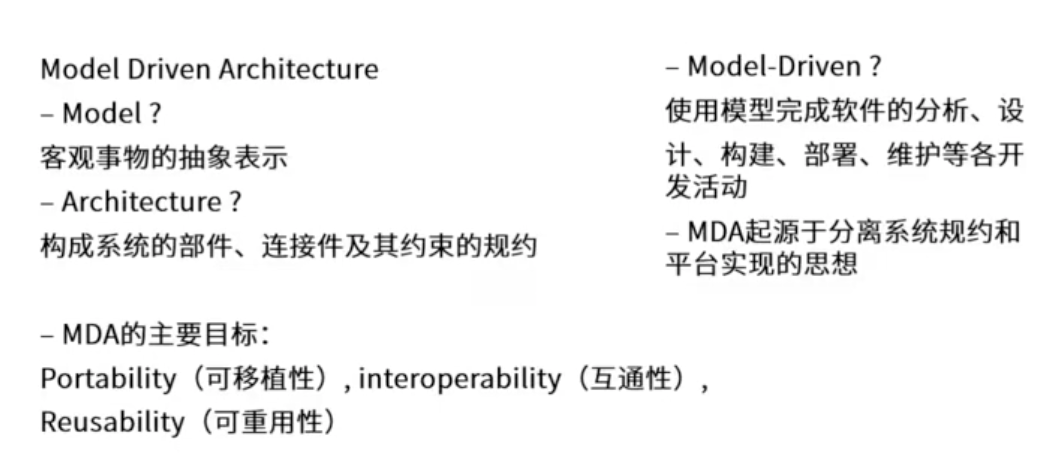 Model Driven Architecture
– Model ?
客观事物的抽象表示
– Architecture ?
构成系统的部件、连接件及其约束的规约
– Model-Driven ?
使用模型完成软件的分析、设
计、构建、部署、维护等各开
发活动
– MDA起源于分离系统规约和
平台实现的思想
– MDA的主要目标：
Portability（可移植性）, interoperability（互通性）,
Reusability（可重用性）